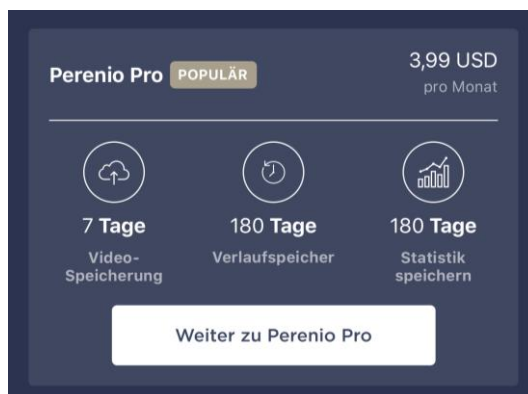 Perenio Pro POPULÄR
3,99 USD
pro Monat
7 Tage
Video-
Speicherung
180 Tage
Verlaufspeicher
180 Tage
Statistik
speichern
Weiter zu Perenio Pro